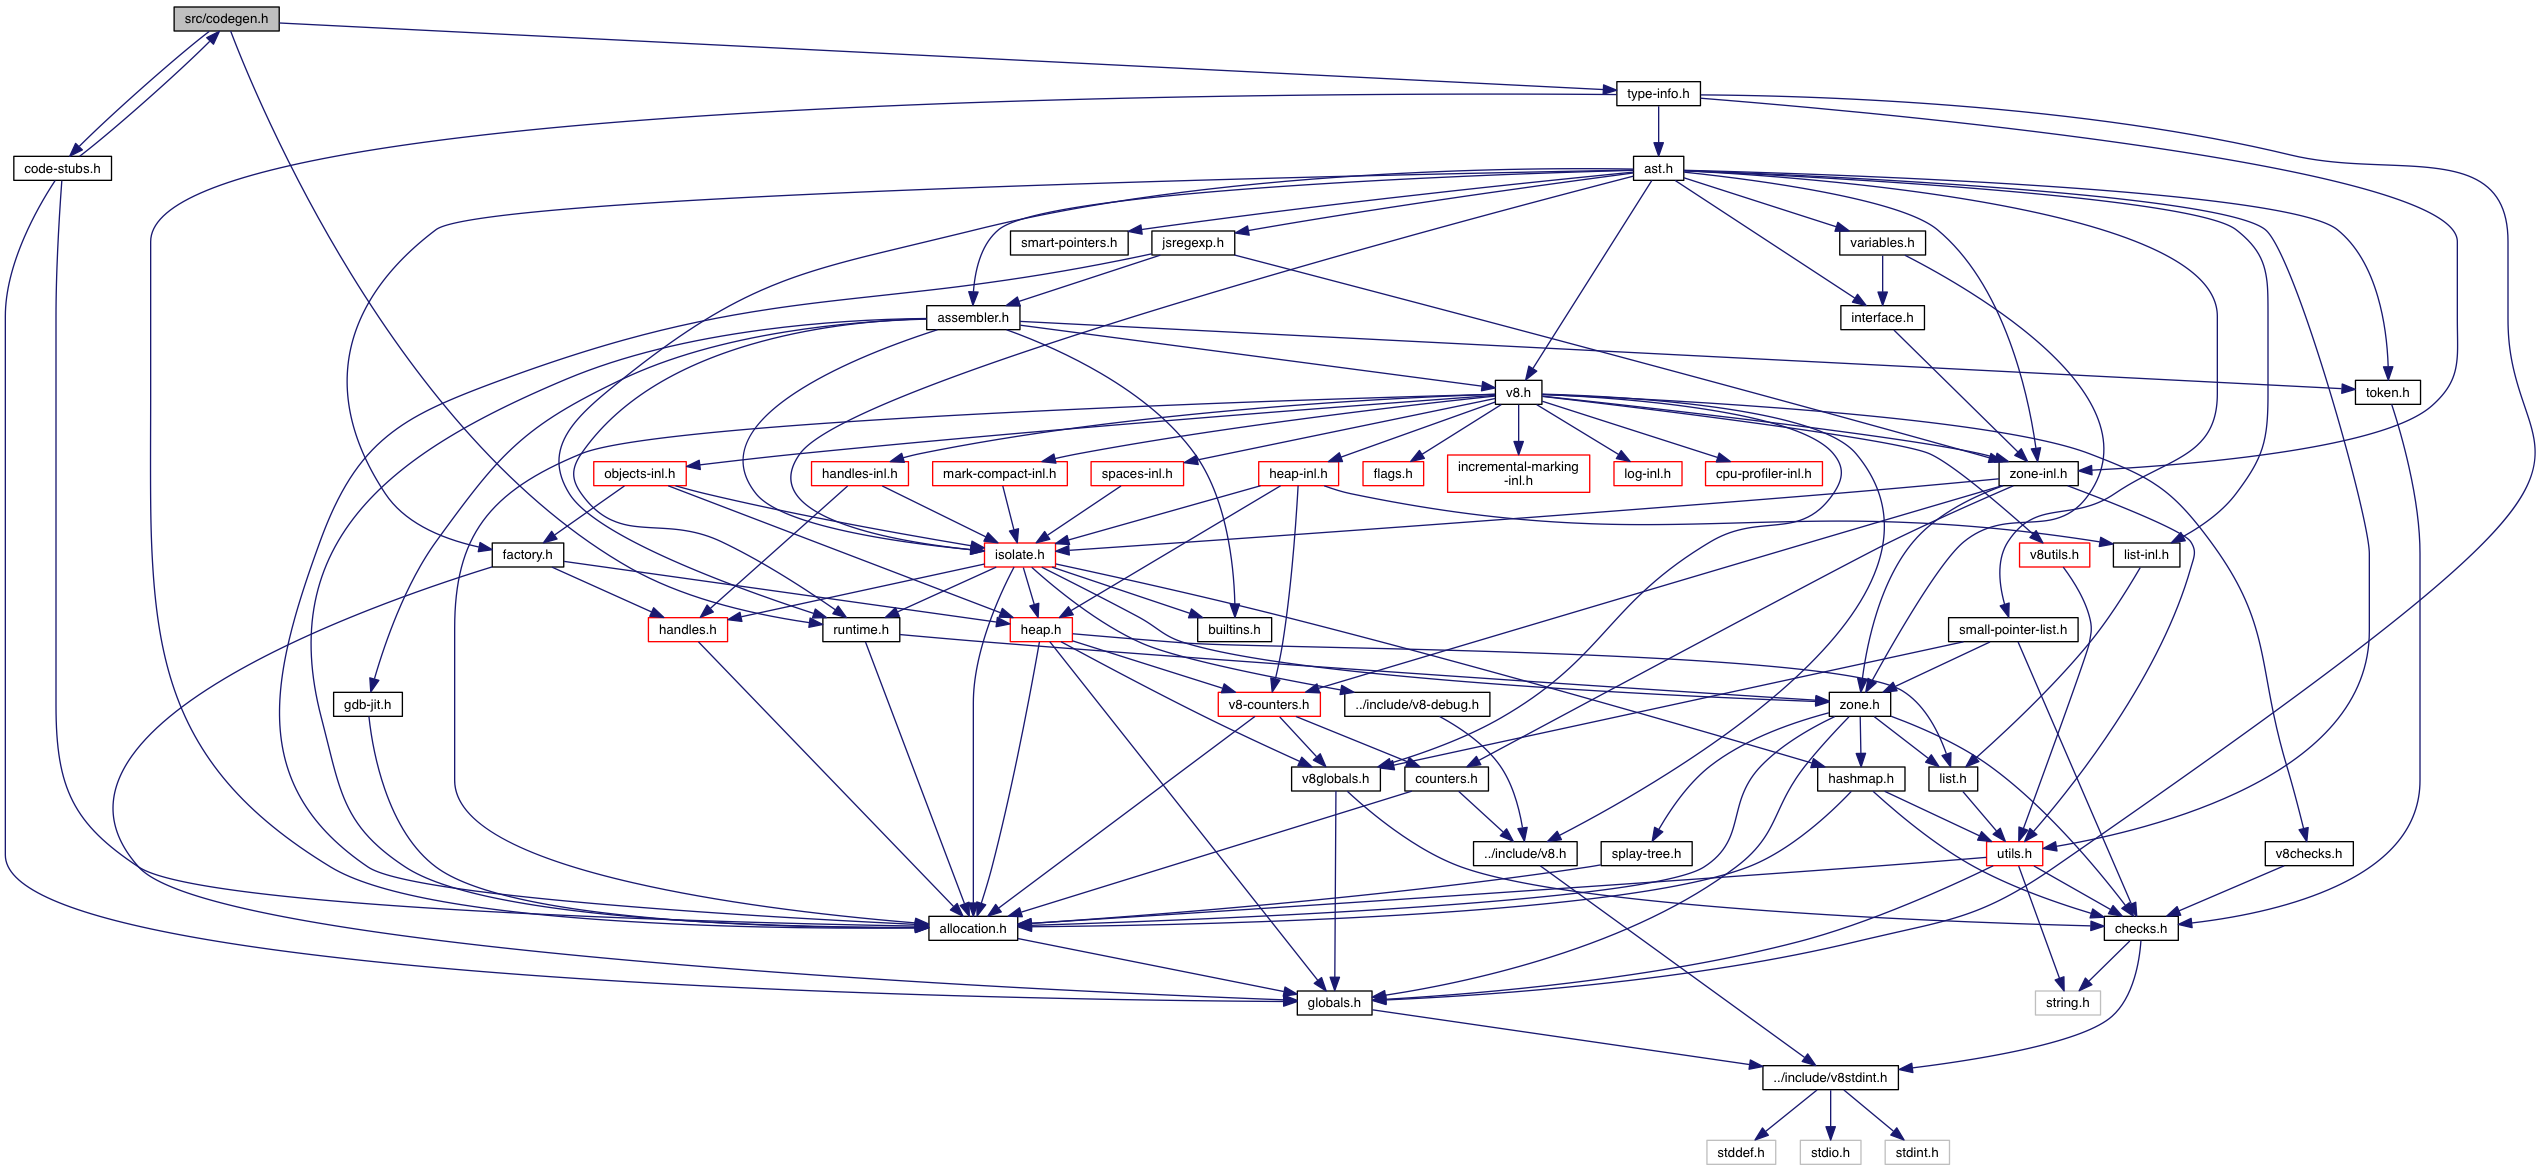 src/codegen.h
type-info.h
code-stubs.h
ast.h
smart-pointers.h
jsregexp.h
variables.h
assembler.h
interface.h
v8.h
token.h
objects-inl.h
handles-inl.h
mark-compact-inl.h
spaces-inl.h
heap-inl.h
flags.h
incremental-marking
-inl.h
log-inl.h
cpu-profiler-inl.h
zone-inl.h
factory.h
isolate.h
v8utils.h
list-inl.h
handles.h
runtime.h
heap.h
builtins.h
small-pointer-list.h
gdb-jit.h
v8-counters.h
../include/v8-debug.h
zone.h
v8globals.h
counters.h
hashmap.h
list.h
../include/v8.h
splay-tree.h
utils.h
v8checks.h
allocation.h
checks.h
globals.h
string.h
../include/v8stdint.h
stddef.h
stdio.h
stdint.h